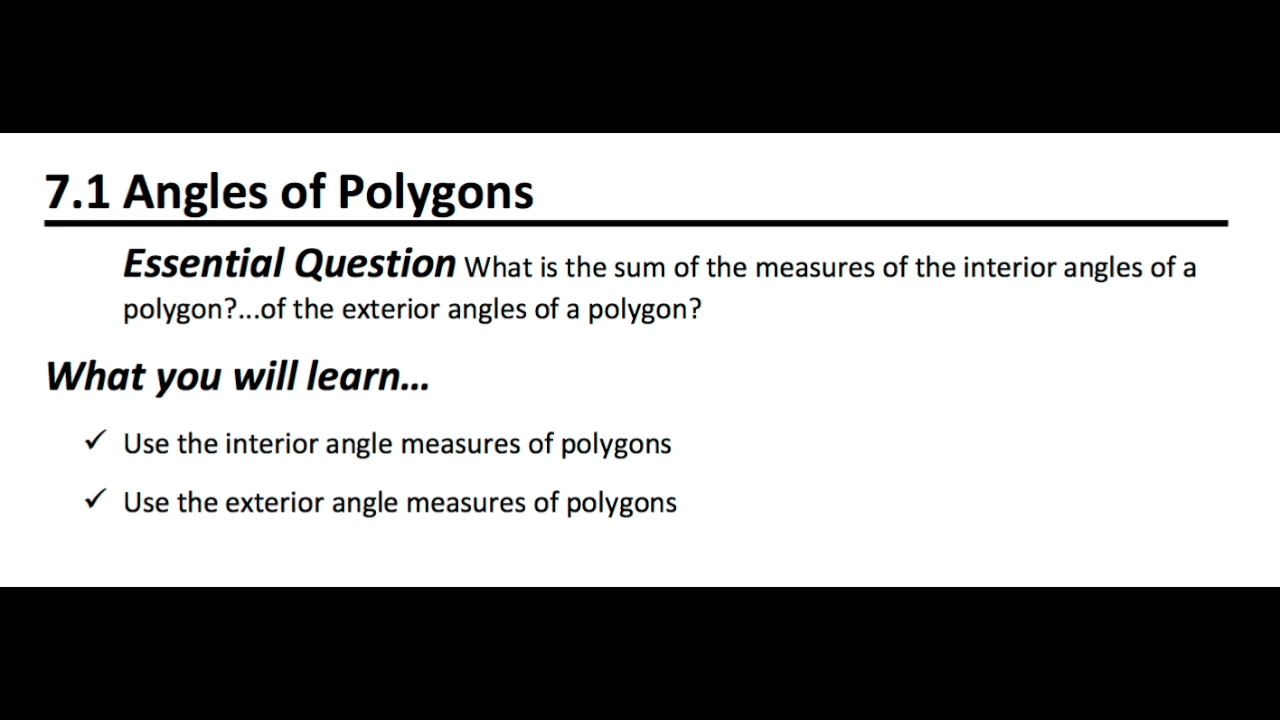 7.1 Angles of Polygons
Essential Question What is the sum of the measures of the interior angles of a
polygon?...of the exterior angles of a polygon?
What you will learn...
✓ Use the interior angle measures of polygons
✓ Use the exterior angle measures of polygons